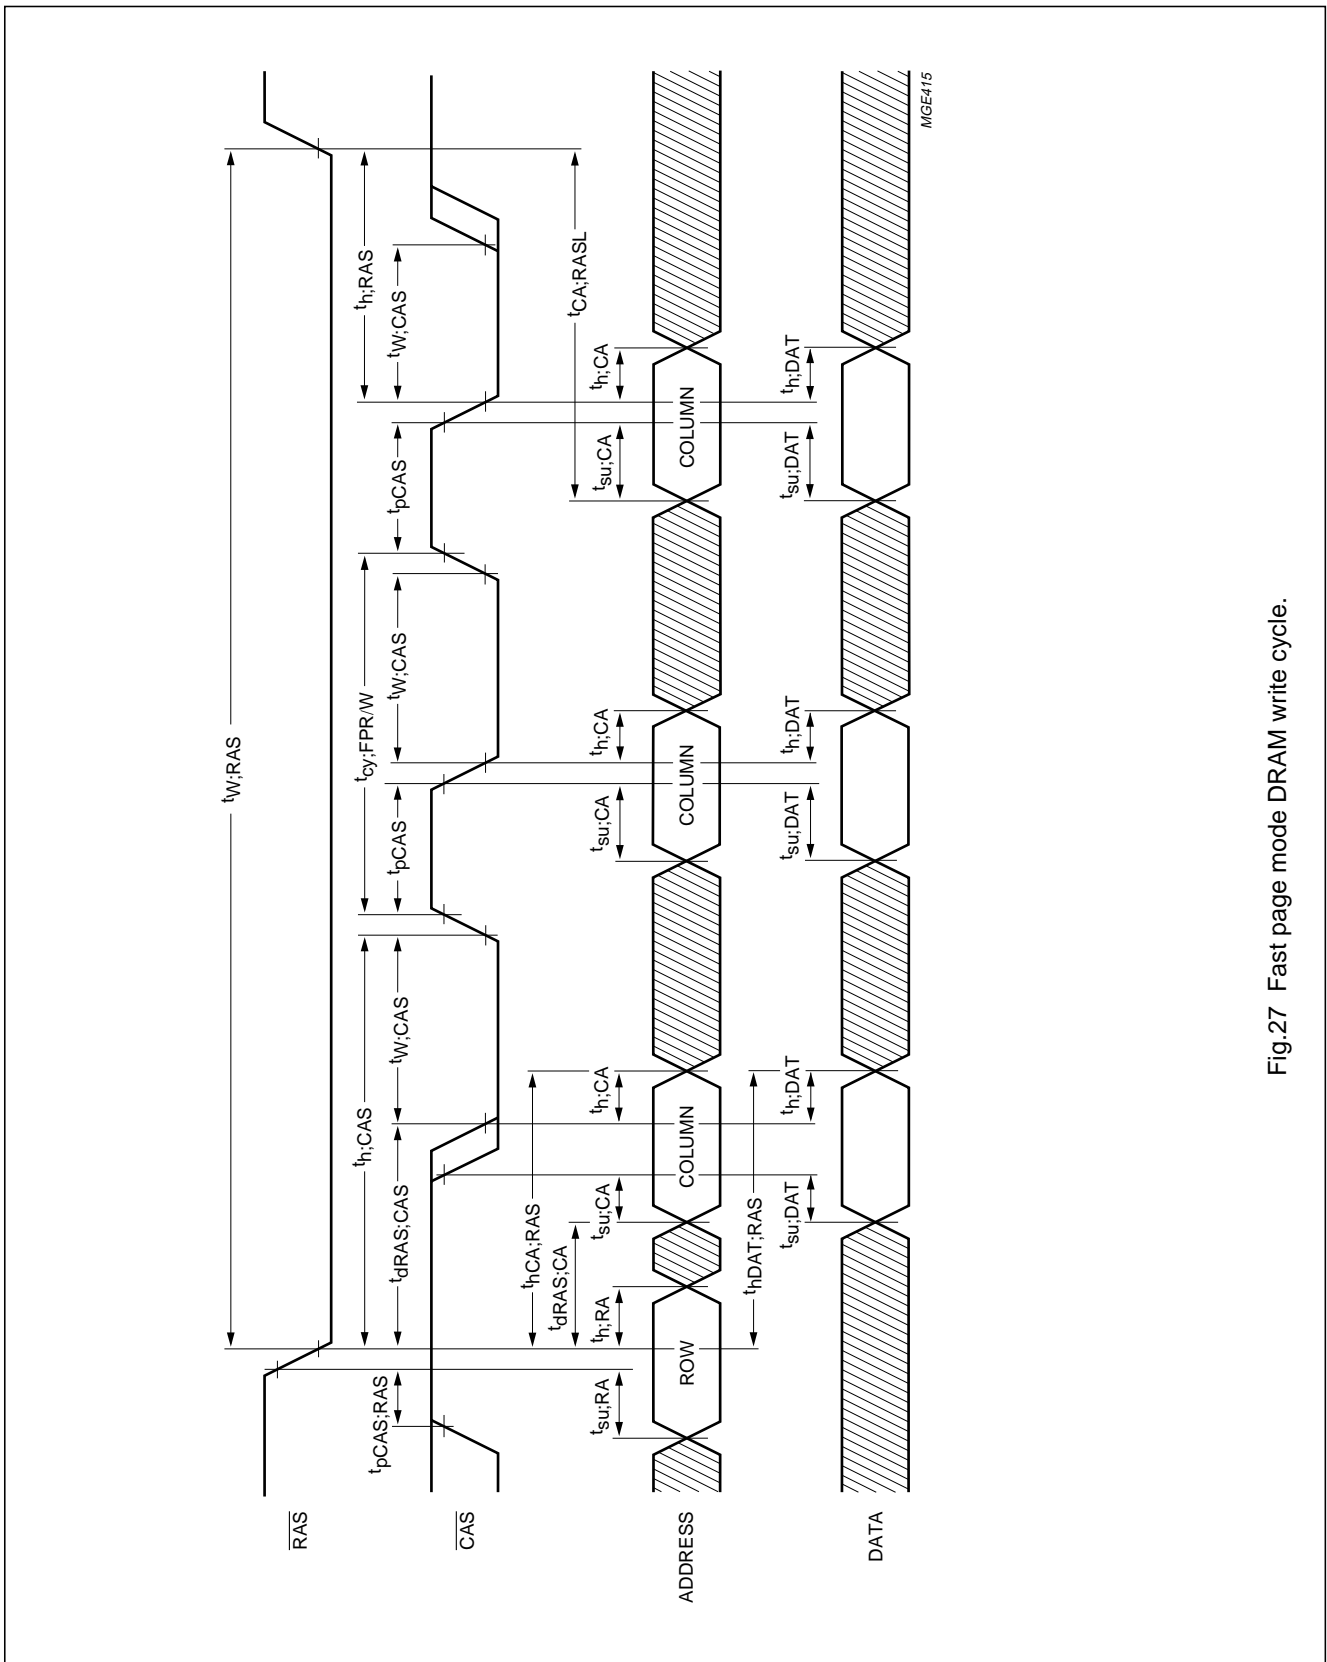 RAS
tW;RAS
th;CAS
tcy;FPR/W
th;RAS
CAS
tpCAS;RAS
tdRAS;CAS
tW;CAS
tpCAS
tW;CAS
tpCAS
tW;CAS
thCA;RAS
tdRAS;CA
tCA;RASL
tsu;RA
th;RA
tsu;CA
th;CA
tsu;CA
th;CA
tsu;CA
th;CA
ADDRESS
ROW
COLUMN
COLUMN
COLUMN
thDAT;RAS
tsu;DAT
th;DAT
tsu;DAT
th;DAT
tsu;DAT
th;DAT
DATA
MGE415
Fig.27 Fast page mode DRAM write cycle.